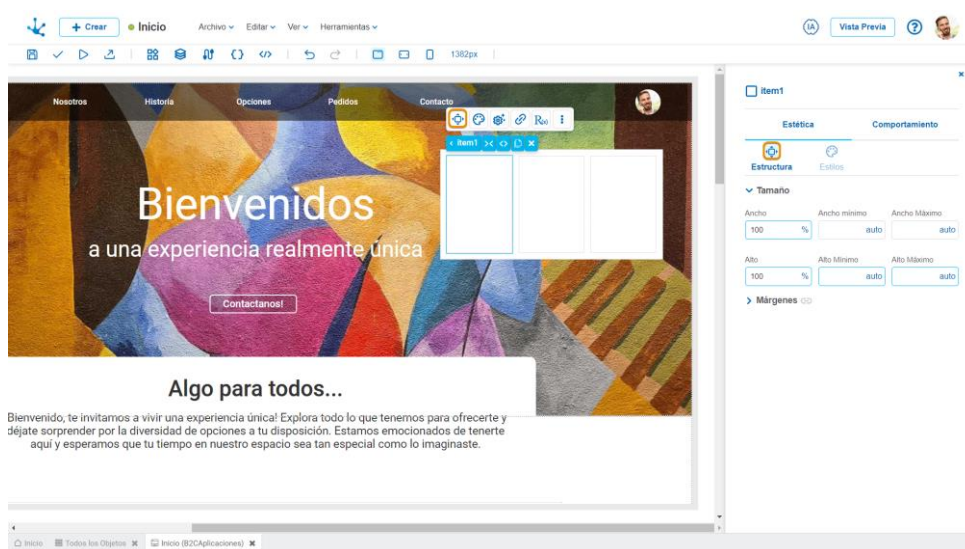 + Crear
Inicio
Archivo
Editar
Ver
Herramientas
IA
Vista Previa
?
1382px
Nosotros
Historia
Opciones
Pedidos
Contacto
item1
Bienvenidos
a una experiencia realmente única
Contactanos!
Algo para todos...
Bienvenido, te invitamos a vivir una experiencia única! Explora todo lo que tenemos para ofrecerte y
déjate sorprender por la diversidad de opciones a tu disposición. Estamos emocionados de tenerte
aquí y esperamos que tu tiempo en nuestro espacio sea tan especial como lo imaginaste.
item1
Estética
Comportamiento
Estructura
Estilos
Tamaño
Ancho
Ancho mínimo
Ancho Máximo
100 %
auto
auto
Alto
Alto Mínimo
Alto Máximo
100 %
auto
auto
Márgenes
Inicio
Todos los Objetos
Inicio (B2CAplicaciones)